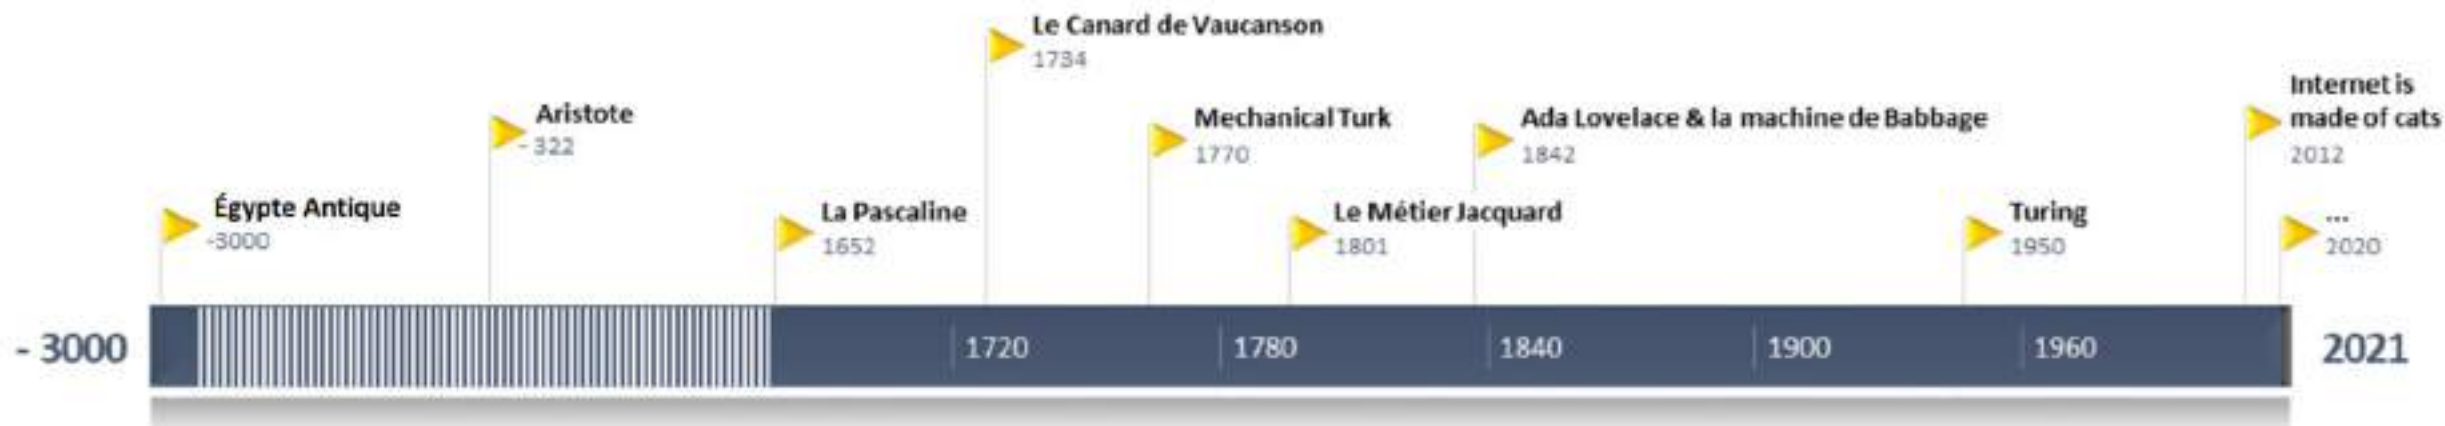 Le Canard de Vaucanson
1734
Internet is
made of cats
2012
Aristote
- 322
Mechanical Turk
1770
Ada Lovelace & la machine de Babbage
1842
Égypte Antique
-3000
La Pascaline
1652
Le Métier Jacquard
1801
Turing
1950
...
2020
- 3000
1720
1780
1840
1900
1960
2021